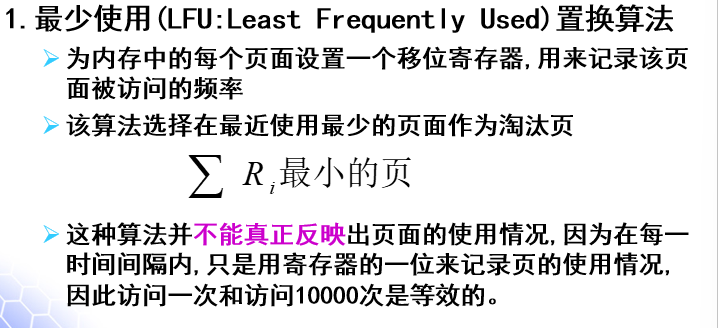 1. 最少使用(LFU:Least Frequently Used)置换算法
为内存中的每个页面设置一个移位寄存器,用来记录该页
面被访问的频率
该算法选择在最近使用最少的页面作为淘汰页
∑ Rᵢ最小的页
这种算法并不能真正反映出页面的使用情况,因为在每一
时间间隔内,只是用寄存器的一位来记录页的使用情况,
因此访问一次和访问10000次是等效的。